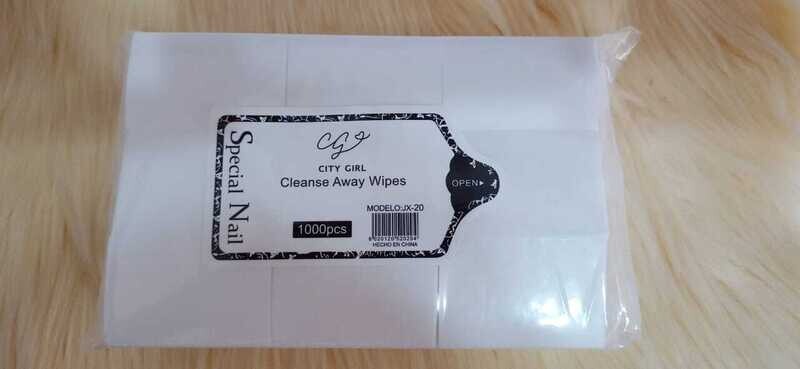 Special Nail
CG
CITY GIRL
Cleanse Away Wipes
OPEN
MODELO:JX-20
1000pcs
HECHO EN CHINA